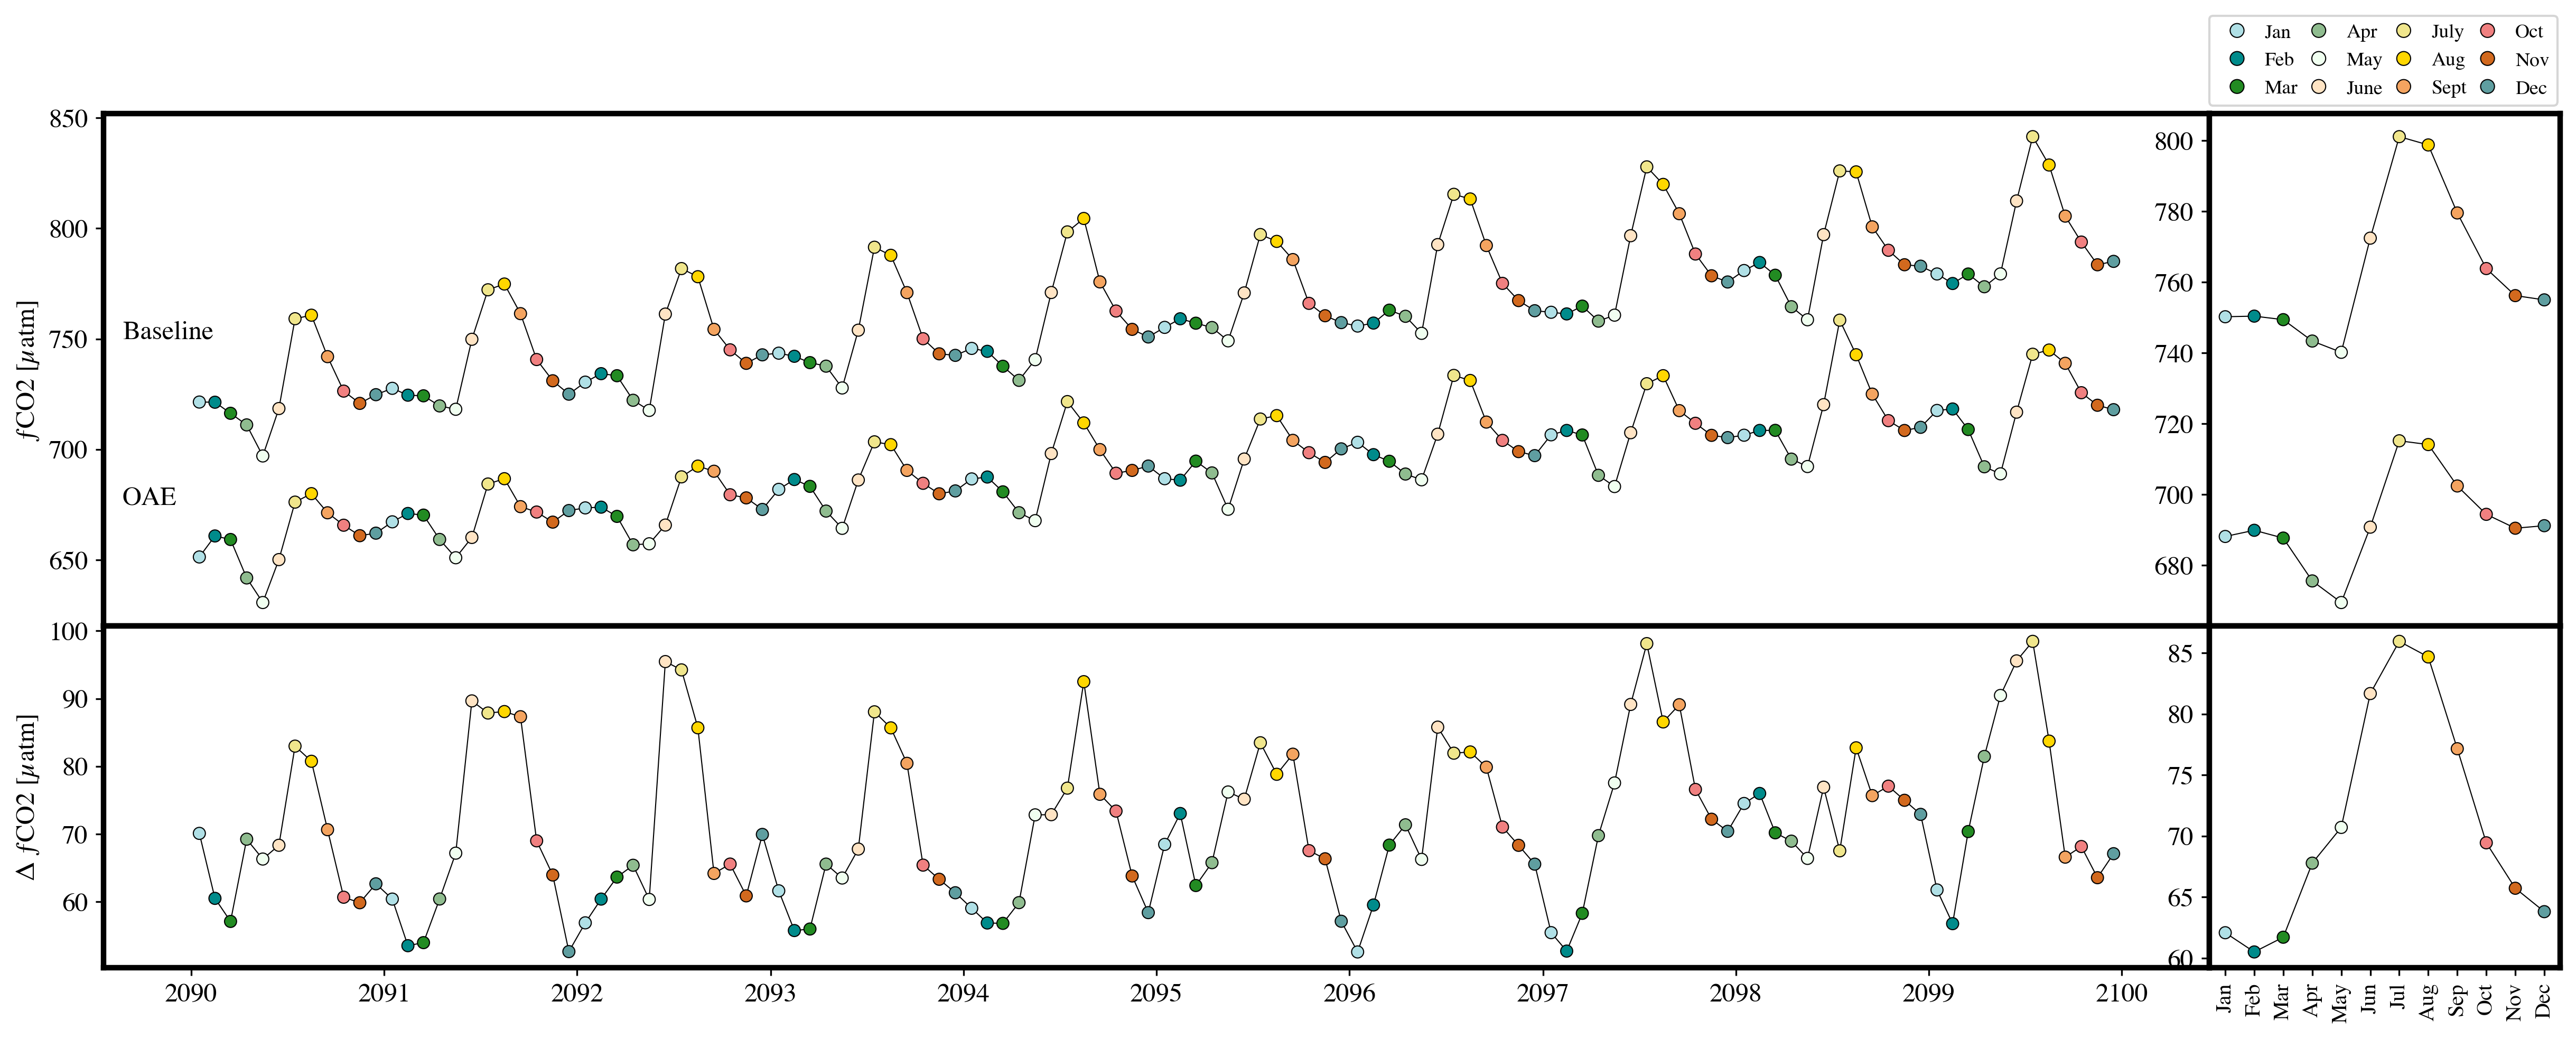 Jan Apr July Oct
Feb May Aug Nov
Mar June Sept Dec
850
800
750
700
650
fCO2 [μatm]
Baseline
OAE
800
780
760
740
720
700
680
100
90
80
70
60
Δ fCO2 [μatm]
85
80
75
70
65
60
2090 2091 2092 2093 2094 2095 2096 2097 2098 2099 2100
Jan Feb Mar Apr May Jun Jul Aug Sep Oct Nov Dec